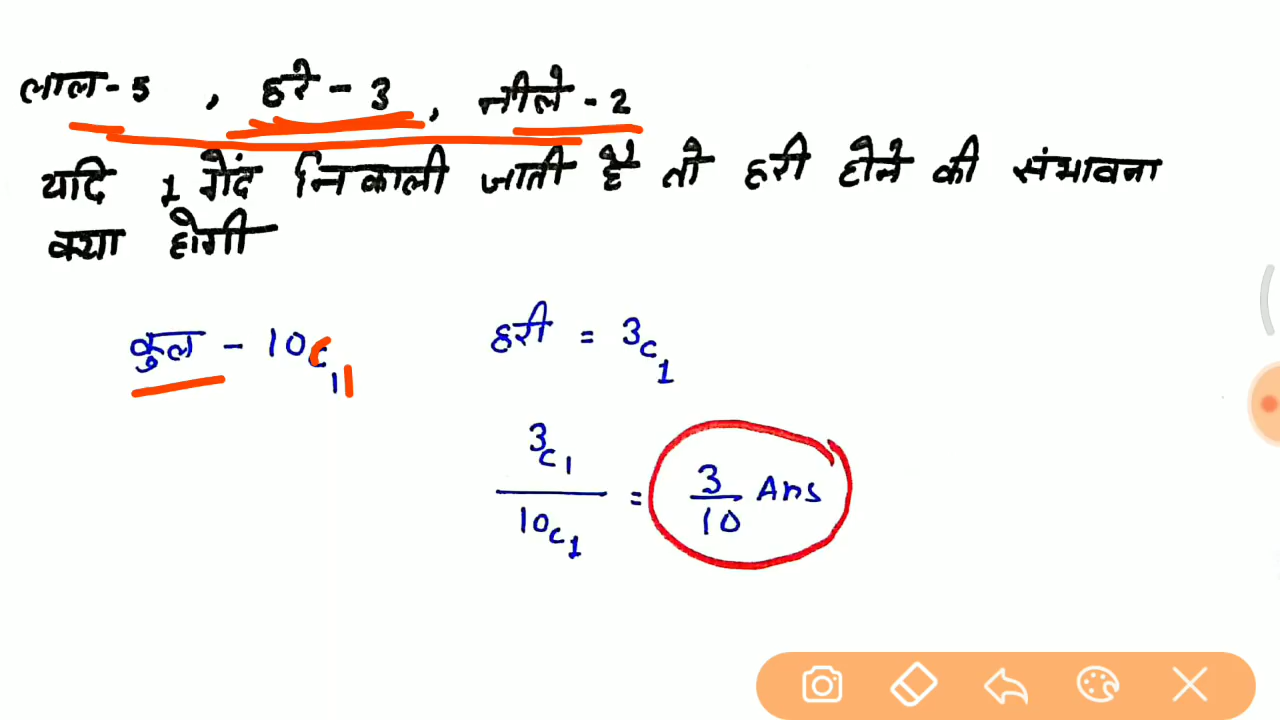 लाल - 5 , हरे - 3 , नीले - 2
यदि 1 गेंद निकाली जाती है तो हरी होने की संभावना
क्या होगी
कुल - 10c1
हरी = 3c1
3c1 / 10c1 = 3/10 Ans